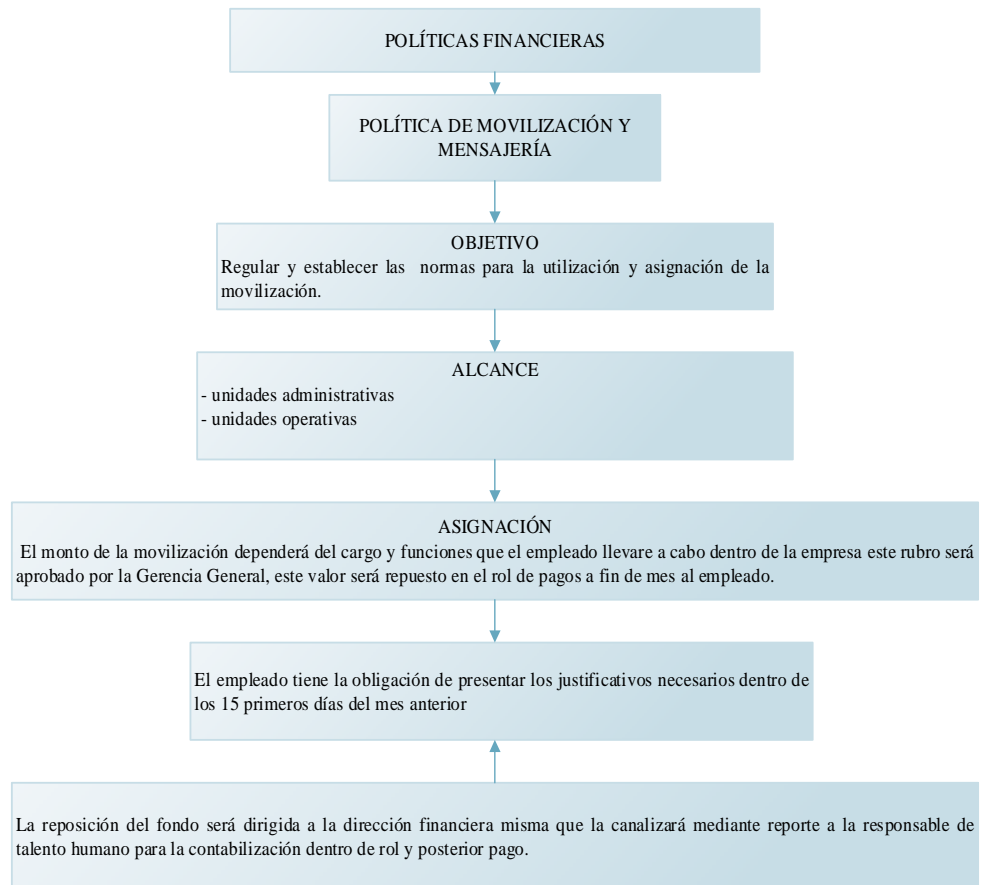 POLÍTICAS FINANCIERAS
POLÍTICA DE MOVILIZACIÓN Y
MENSAJERÍA
OBJETIVO
Regular y establecer las normas para la utilización y asignación de la
movilización.
ALCANCE
- unidades administrativas
- unidades operativas
ASIGNACIÓN
El monto de la movilización dependerá del cargo y funciones que el empleado llevare a cabo dentro de la empresa este rubro será
aprobado por la Gerencia General, este valor será repuesto en el rol de pagos a fin de mes al empleado.
El empleado tiene la obligación de presentar los justificativos necesarios dentro de
los 15 primeros días del mes anterior
La reposición del fondo será dirigida a la dirección financiera misma que la canalizará mediante reporte a la responsable de
talento humano para la contabilización dentro de rol y posterior pago.